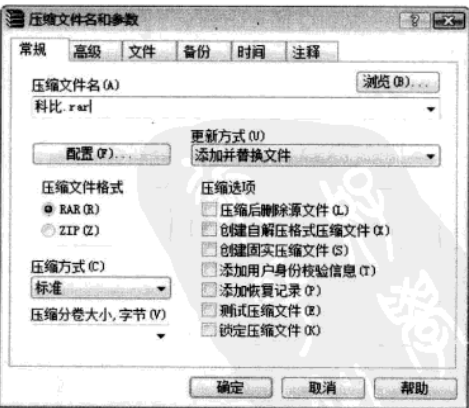 压缩文件名和参数
常规 高级 文件 备份 时间 注释
压缩文件名(A)
浏览(B)...
科比.rar
更新方式(U)
配置(F)...
添加并替换文件
压缩文件格式
RAR(R)
ZIP(Z)
压缩方式(C)
标准
压缩分卷大小,字节(V)
压缩选项
压缩后删除源文件(L)
创建自解压格式压缩文件(X)
创建固实压缩文件(S)
添加用户身份校验信息(T)
添加恢复记录(P)
测试压缩文件(E)
锁定压缩文件(K)
确定 取消 帮助